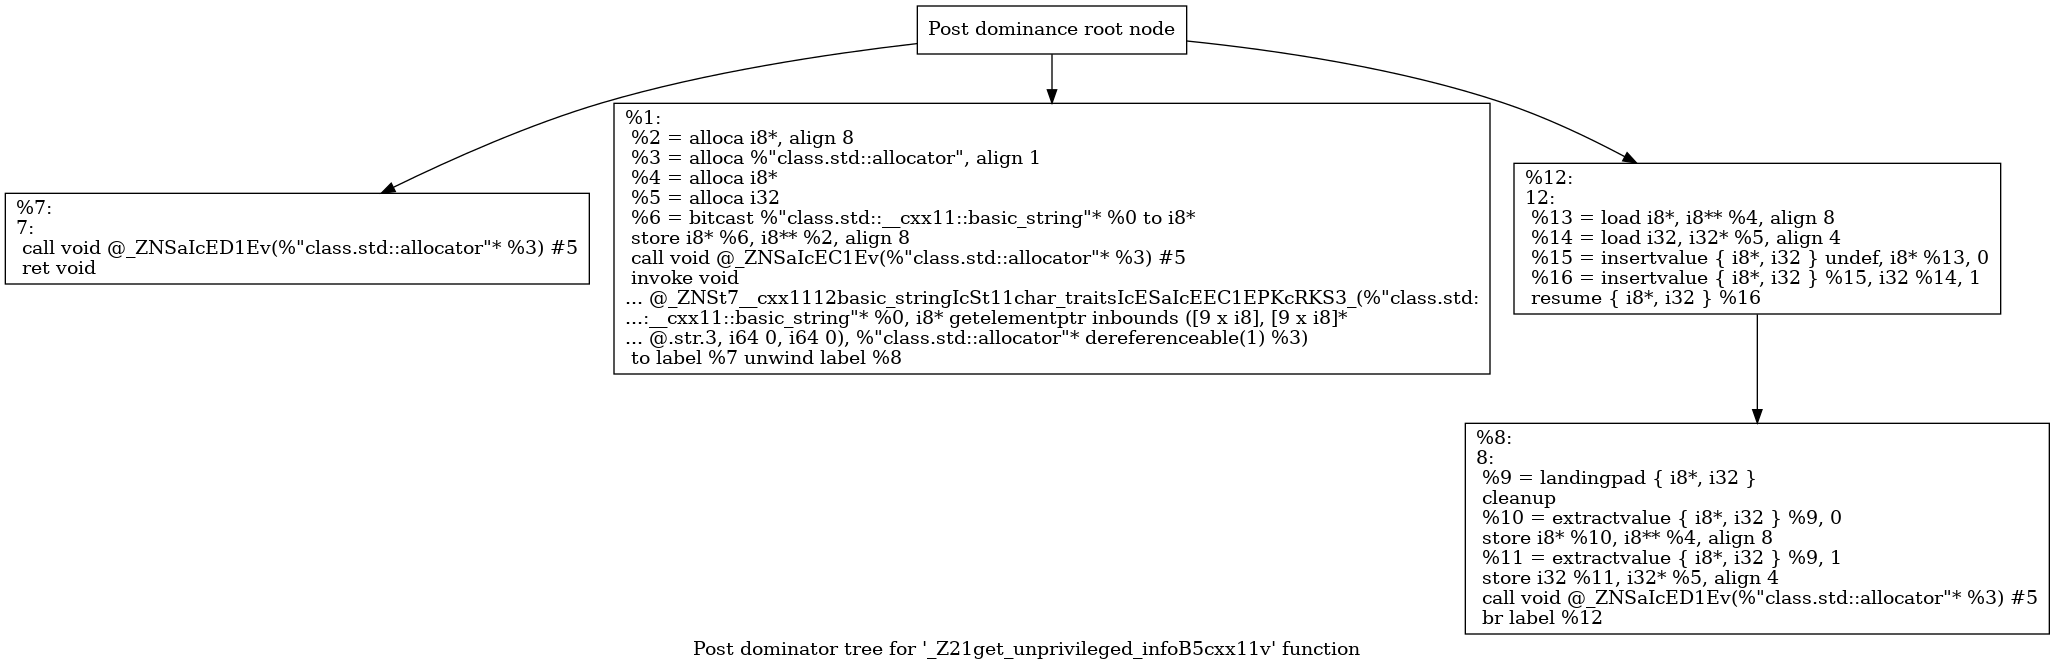 Post dominance root node
%7:
7:
call void @_ZNSaIcED1Ev(%"class.std::allocator"* %3) #5
ret void
%1:
%2 = alloca i8*, align 8
%3 = alloca %"class.std::allocator", align 1
%4 = alloca i8*
%5 = alloca i32
%6 = bitcast %"class.std::__cxx11::basic_string"* %0 to i8*
store i8* %6, i8** %2, align 8
call void @_ZNSaIcEC1Ev(%"class.std::allocator"* %3) #5
invoke void
... @_ZNSt7__cxx1112basic_stringIcSt11char_traitsIcESaIcEEC1EPKcRKS3_(%"class.std:
...:__cxx11::basic_string"* %0, i8* getelementptr inbounds ([9 x i8], [9 x i8]*
... @.str.3, i64 0, i64 0), %"class.std::allocator"* dereferenceable(1) %3)
to label %7 unwind label %8
%12:
12:
%13 = load i8*, i8** %4, align 8
%14 = load i32, i32* %5, align 4
%15 = insertvalue { i8*, i32 } undef, i8* %13, 0
%16 = insertvalue { i8*, i32 } %15, i32 %14, 1
resume { i8*, i32 } %16
%8:
8:
%9 = landingpad { i8*, i32 }
cleanup
%10 = extractvalue { i8*, i32 } %9, 0
store i8* %10, i8** %4, align 8
%11 = extractvalue { i8*, i32 } %9, 1
store i32 %11, i32* %5, align 4
call void @_ZNSaIcED1Ev(%"class.std::allocator"* %3) #5
br label %12
Post dominator tree for '_Z21get_unprivileged_infoB5cxx11v' function